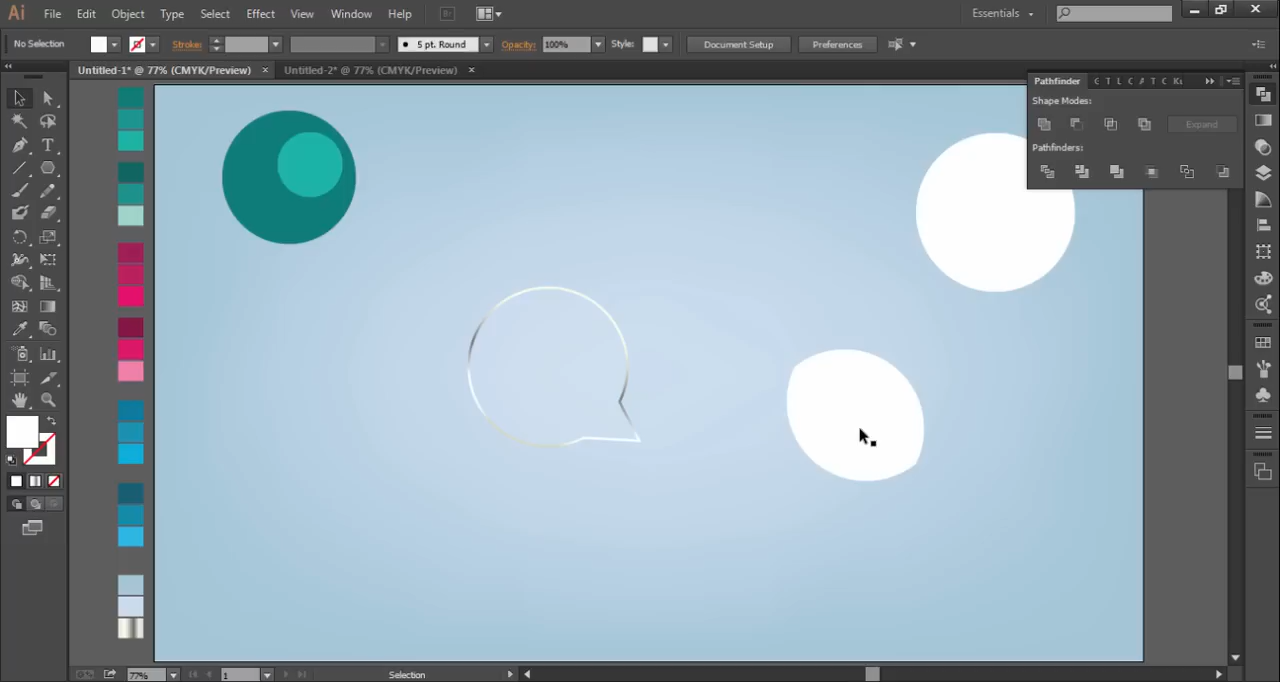 Ai File Edit Object Type Select Effect View Window Help Br Essentials
No Selection Stroke: 5 pt. Round Opacity: 100% Style: Document Setup Preferences
Untitled-1* @ 77% (CMYK/Preview) × Untitled-2* @ 77% (CMYK/Preview) ×
Pathfinder
Shape Modes:
Expand
Pathfinders:
77% 1 Selection